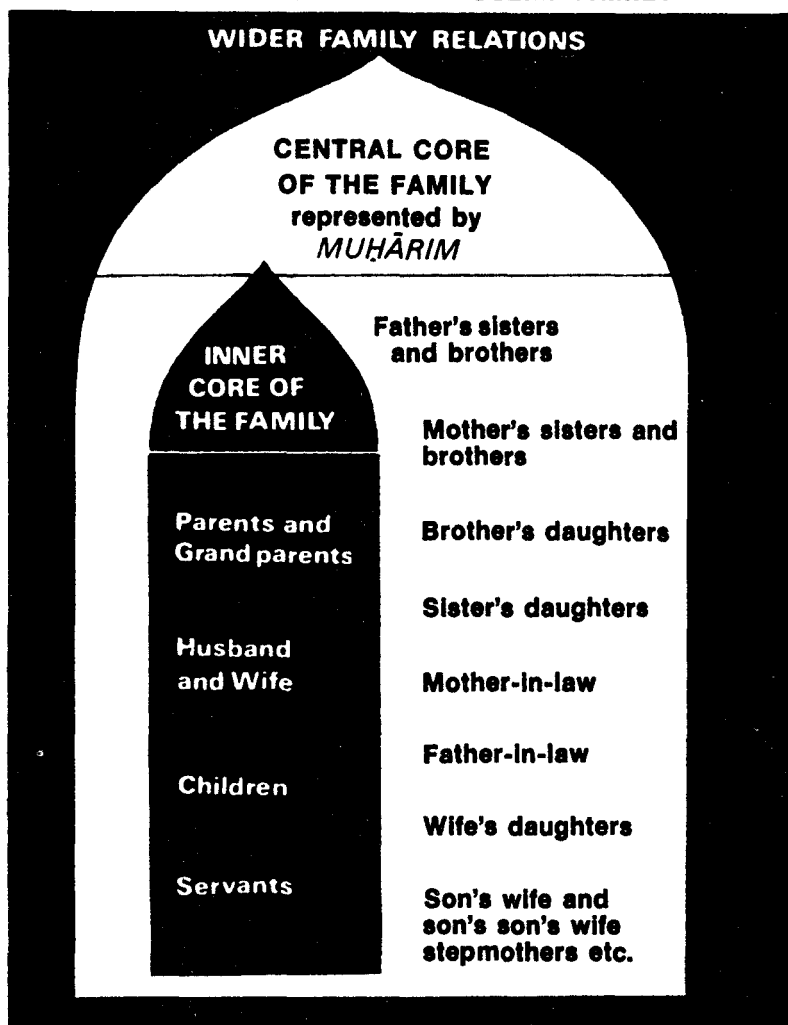 WIDER FAMILY RELATIONS
CENTRAL CORE
OF THE FAMILY
represented by
MUḤĀRIM
INNER
CORE OF
THE FAMILY
Parents and
Grand parents
Husband
and Wife
Children
Servants
Father's sisters
and brothers
Mother's sisters and
brothers
Brother's daughters
Sister's daughters
Mother-in-law
Father-in-law
Wife's daughters
Son's wife and
son's son's wife
stepmothers etc.